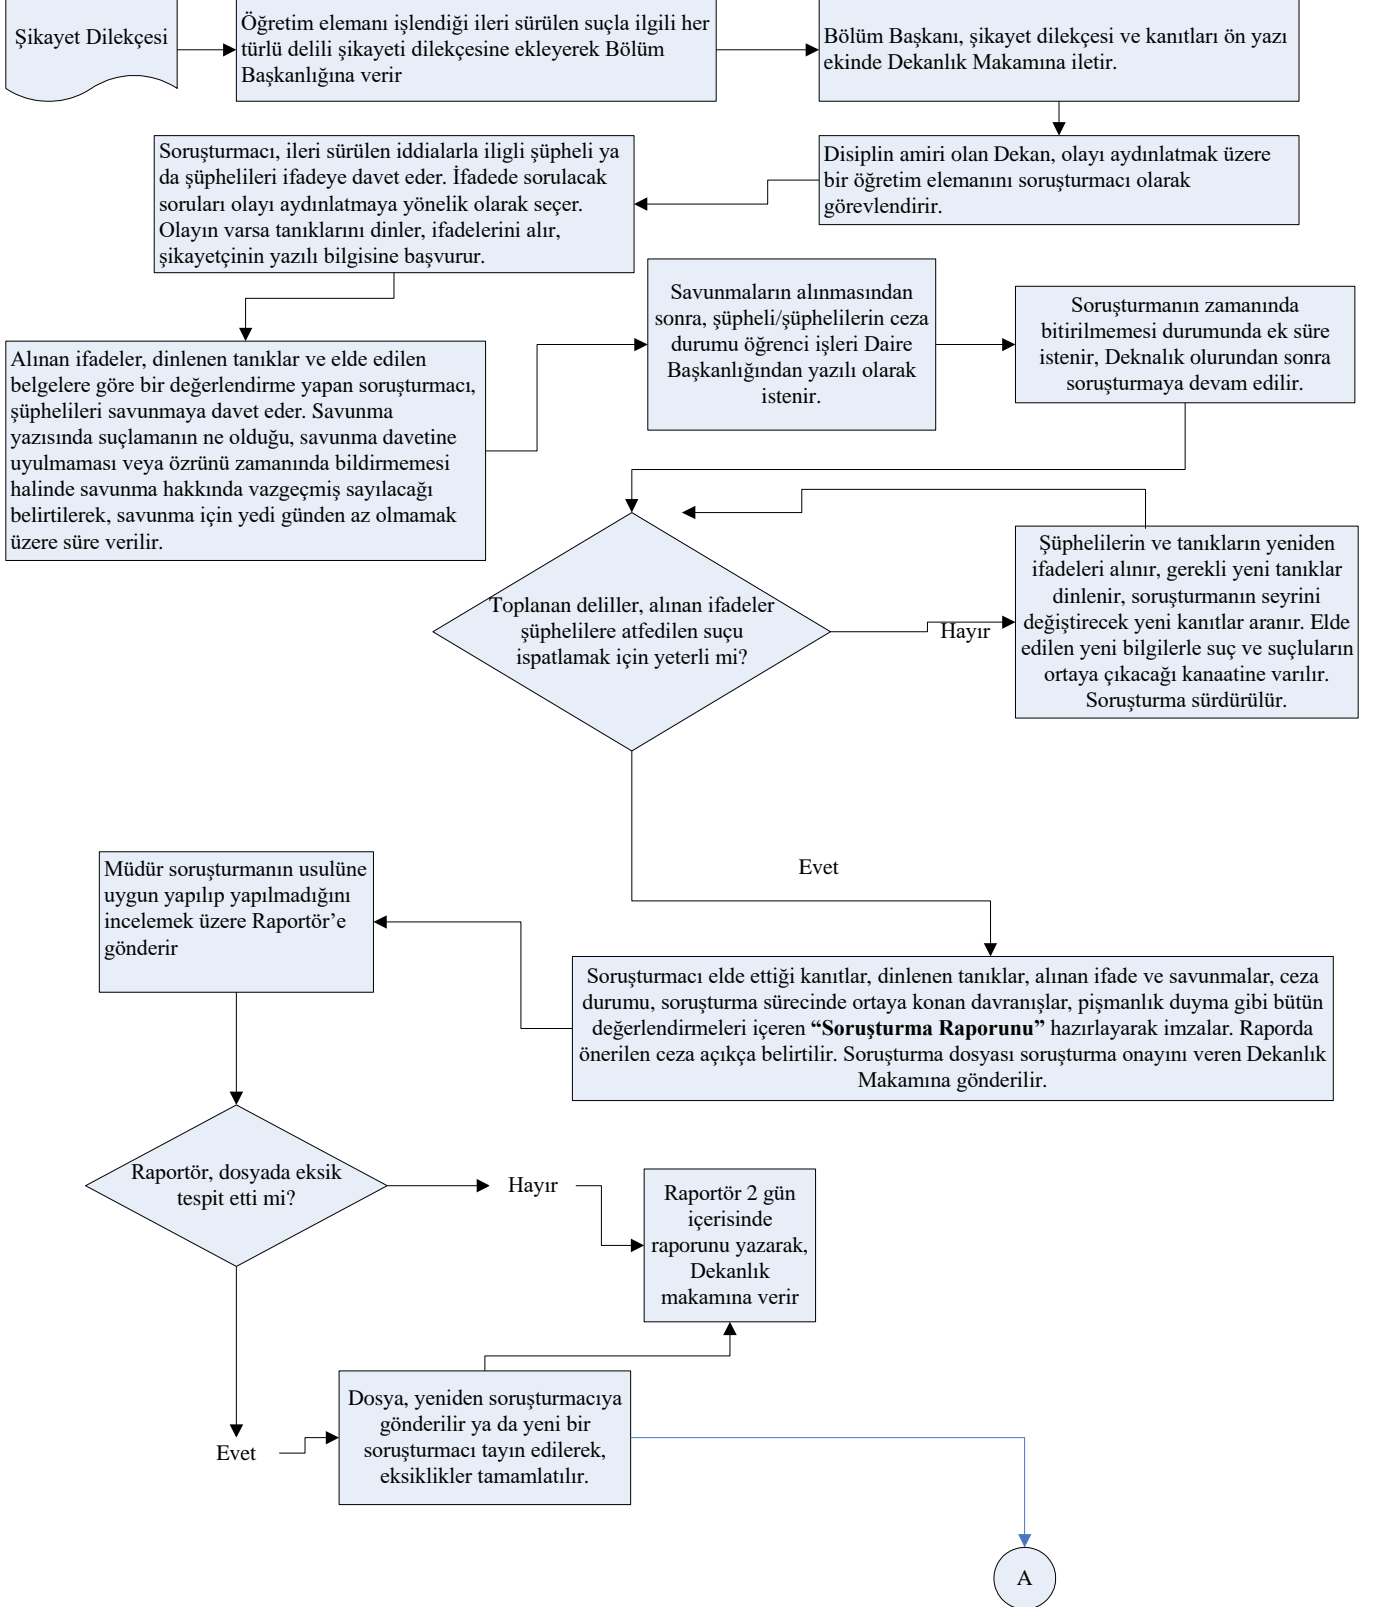 Şikayet Dilekçesi
Öğretim elemanı işlendiği ileri sürülen suçla ilgili her
türlü delili şikayeti dilekçesine ekleyerek Bölüm
Başkanlığına verir
Bölüm Başkanı, şikayet dilekçesi ve kanıtları ön yazı
ekinde Dekanlık Makamına iletir.
Disiplin amiri olan Dekan, olayı aydınlatmak üzere
bir öğretim elemanını soruşturmacı olarak
görevlendirir.
Soruşturmacı, ileri sürülen iddialarla iligli şüpheli ya
da şüphelileri ifadeye davet eder. İfadede sorulacak
soruları olayı aydınlatmaya yönelik olarak seçer.
Olayın varsa tanıklarını dinler, ifadelerini alır,
şikayetçinin yazılı bilgisine başvurur.
Alınan ifadeler, dinlenen tanıklar ve elde edilen
belgelere göre bir değerlendirme yapan soruşturmacı,
şüphelileri savunmaya davet eder. Savunma
yazısında suçlamanın ne olduğu, savunma davetine
uyulmaması veya özrünü zamanında bildirmemesi
halinde savunma hakkında vazgeçmiş sayılacağı
belirtilerek, savunma için yedi günden az olmamak
üzere süre verilir.
Savunmaların alınmasından
sonra, şüpheli/şüphelilerin ceza
durumu öğrenci işleri Daire
Başkanlığından yazılı olarak
istenir.
Soruşturmanın zamanında
bitirilmemesi durumunda ek süre
istenir, Deknalık olurundan sonra
soruşturmaya devam edilir.
Toplanan deliller, alınan ifadeler
şüphelilere atfedilen suçu
ispatlamak için yeterli mi?
Hayır
Şüphelilerin ve tanıkların yeniden
ifadeleri alınır, gerekli yeni tanıklar
dinlenir, soruşturmanın seyrini
değiştirecek yeni kanıtlar aranır. Elde
edilen yeni bilgilerle suç ve suçluların
ortaya çıkacağı kanaatine varılır.
Soruşturma sürdürülür.
Evet
Soruşturmacı elde ettiği kanıtlar, dinlenen tanıklar, alınan ifade ve savunmalar, ceza
durumu, soruşturma sürecinde ortaya konan davranışlar, pişmanlık duyma gibi bütün
değerlendirmeleri içeren “Soruşturma Raporunu” hazırlayarak imzalar. Raporda
önerilen ceza açıkça belirtilir. Soruşturma dosyası soruşturma onayını veren Dekanlık
Makamına gönderilir.
Müdür soruşturmanın usulüne
uygun yapılıp yapılmadığını
incelemek üzere Raportör’e
gönderir
Raportör, dosyada eksik
tespit etti mi?
Hayır
Raportör 2 gün
içerisinde
raporunu yazarak,
Dekanlık
makamına verir
Evet
Dosya, yeniden soruşturmacıya
gönderilir ya da yeni bir
soruşturmacı tayin edilerek,
eksiklikler tamamlatılır.
A